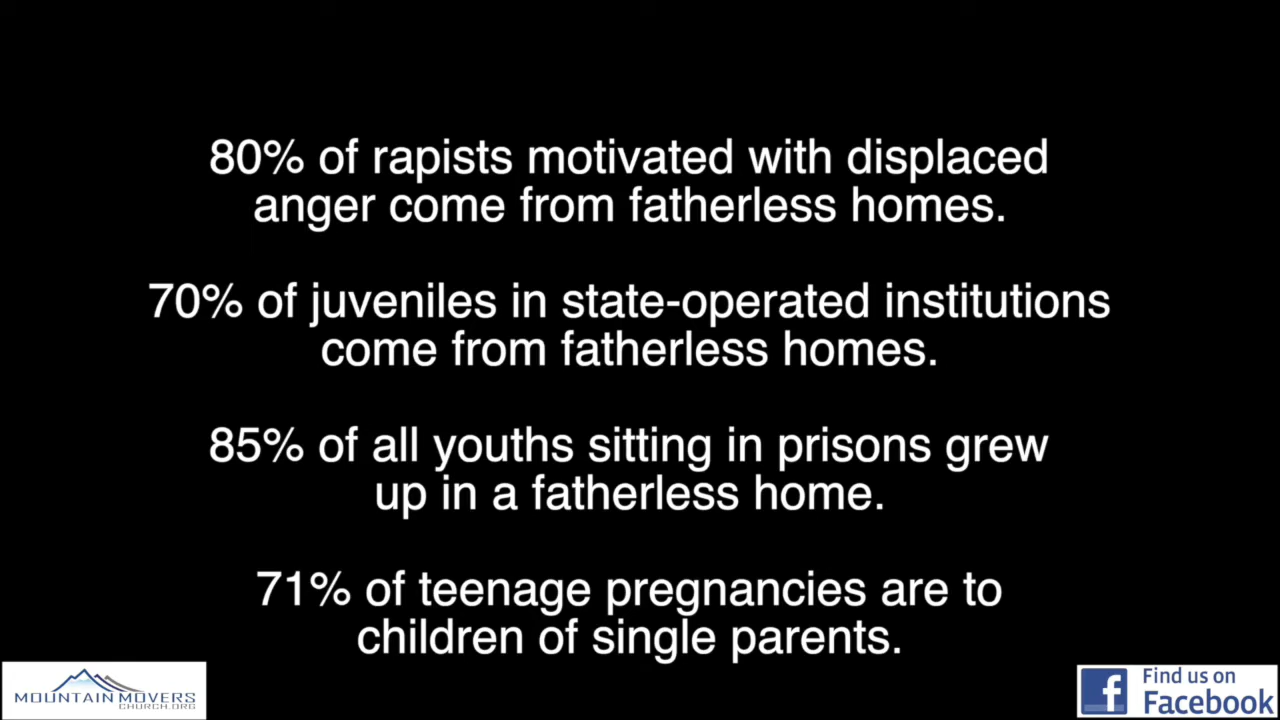 80% of rapists motivated with displaced
anger come from fatherless homes.
70% of juveniles in state-operated institutions
come from fatherless homes.
85% of all youths sitting in prisons grew
up in a fatherless home.
71% of teenage pregnancies are to
children of single parents.
MOUNTAIN MOVERS
CHURCH.ORG
f Find us on
Facebook